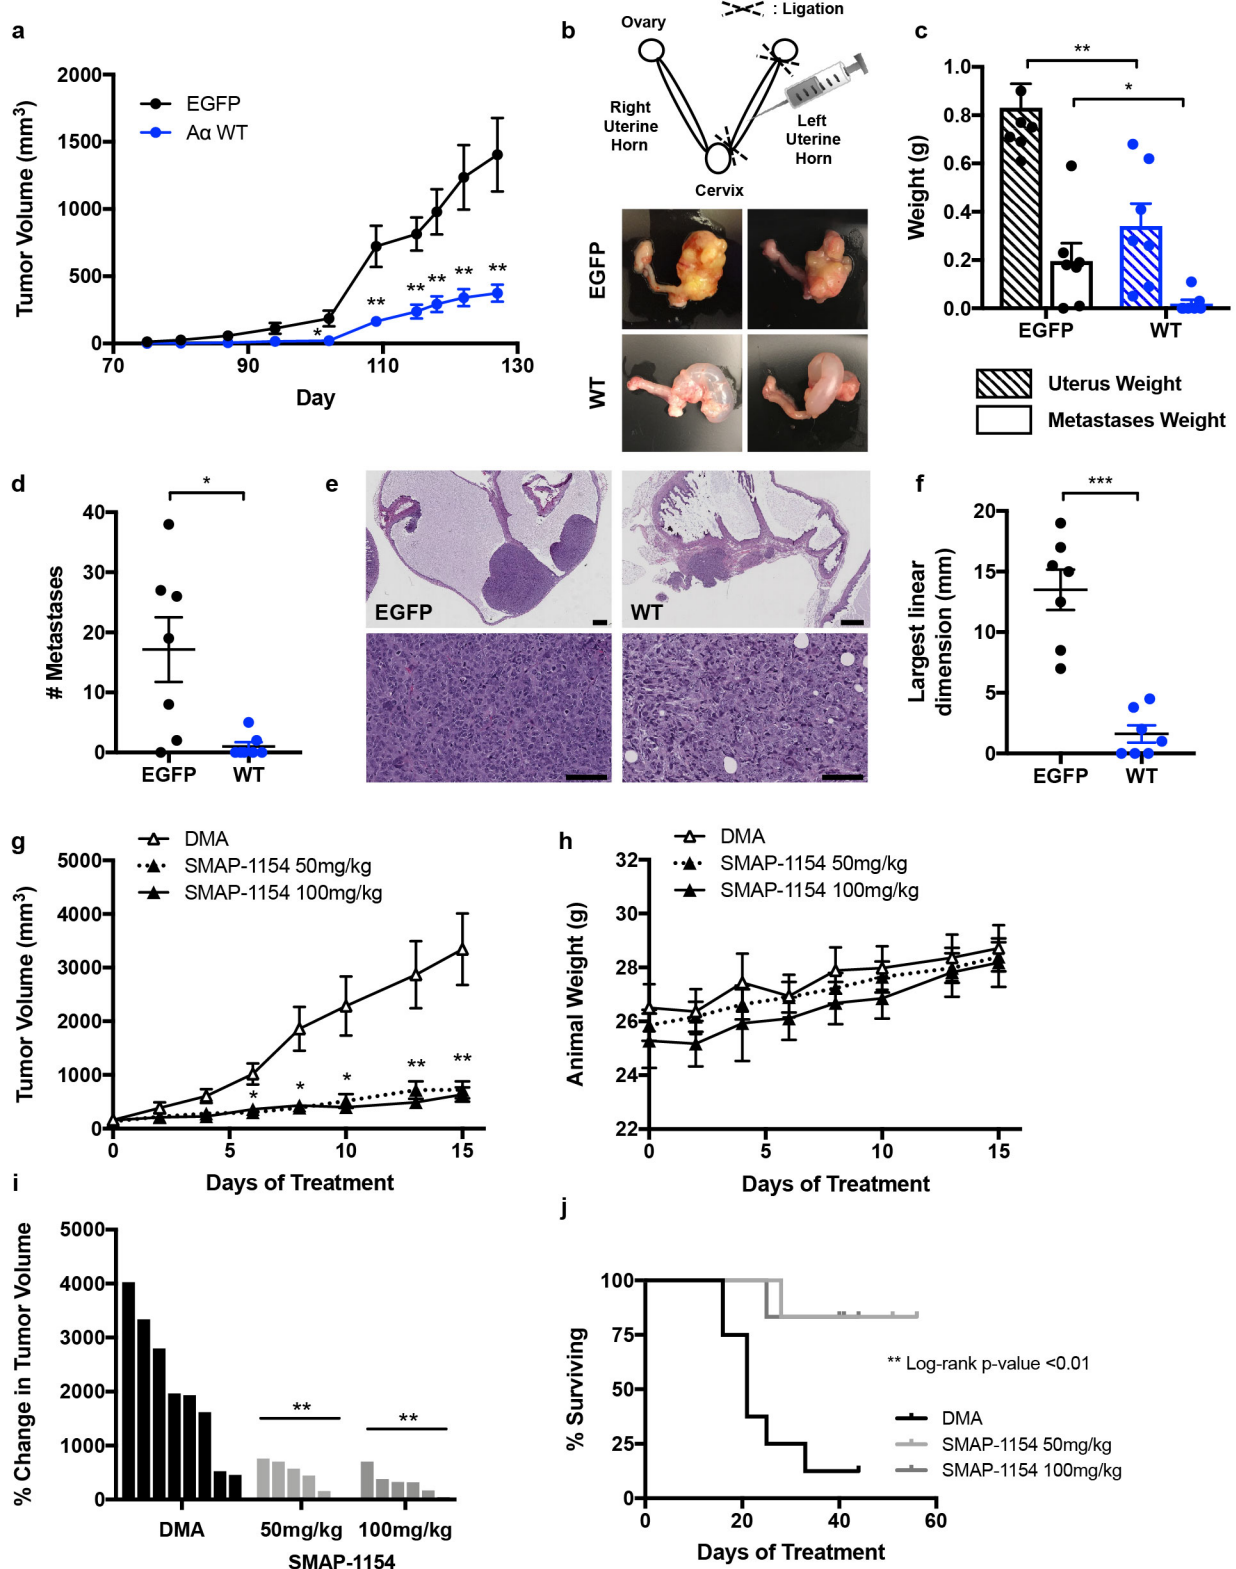 a
2000
1500
1000
500
0
Tumor Volume (mm³)
EGFP
Aα WT
*
**
**
**
**
**
70
90
110
130
Day
b
: Ligation
Ovary
Right
Uterine
Horn
Left
Uterine
Horn
Cervix
EGFP
WT
c
**
*
1.0
0.8
0.6
0.4
0.2
0.0
Weight (g)
EGFP
WT
Uterus Weight
Metastases Weight
d
*
40
30
20
10
0
# Metastases
EGFP
WT
e
EGFP
WT
f
***
20
15
10
5
0
Largest linear
dimension (mm)
EGFP
WT
g
DMA
SMAP-1154 50mg/kg
SMAP-1154 100mg/kg
5000
4000
3000
2000
1000
0
Tumor Volume (mm³)
*
*
*
**
**
0
5
10
15
Days of Treatment
h
DMA
SMAP-1154 50mg/kg
SMAP-1154 100mg/kg
32
30
28
26
24
22
Animal Weight (g)
0
5
10
15
Days of Treatment
i
5000
4000
3000
2000
1000
0
% Change in Tumor Volume
**
**
DMA
50mg/kg
100mg/kg
SMAP-1154
j
100
75
50
25
0
% Surviving
** Log-rank p-value <0.01
DMA
SMAP-1154 50mg/kg
SMAP-1154 100mg/kg
0
20
40
60
Days of Treatment